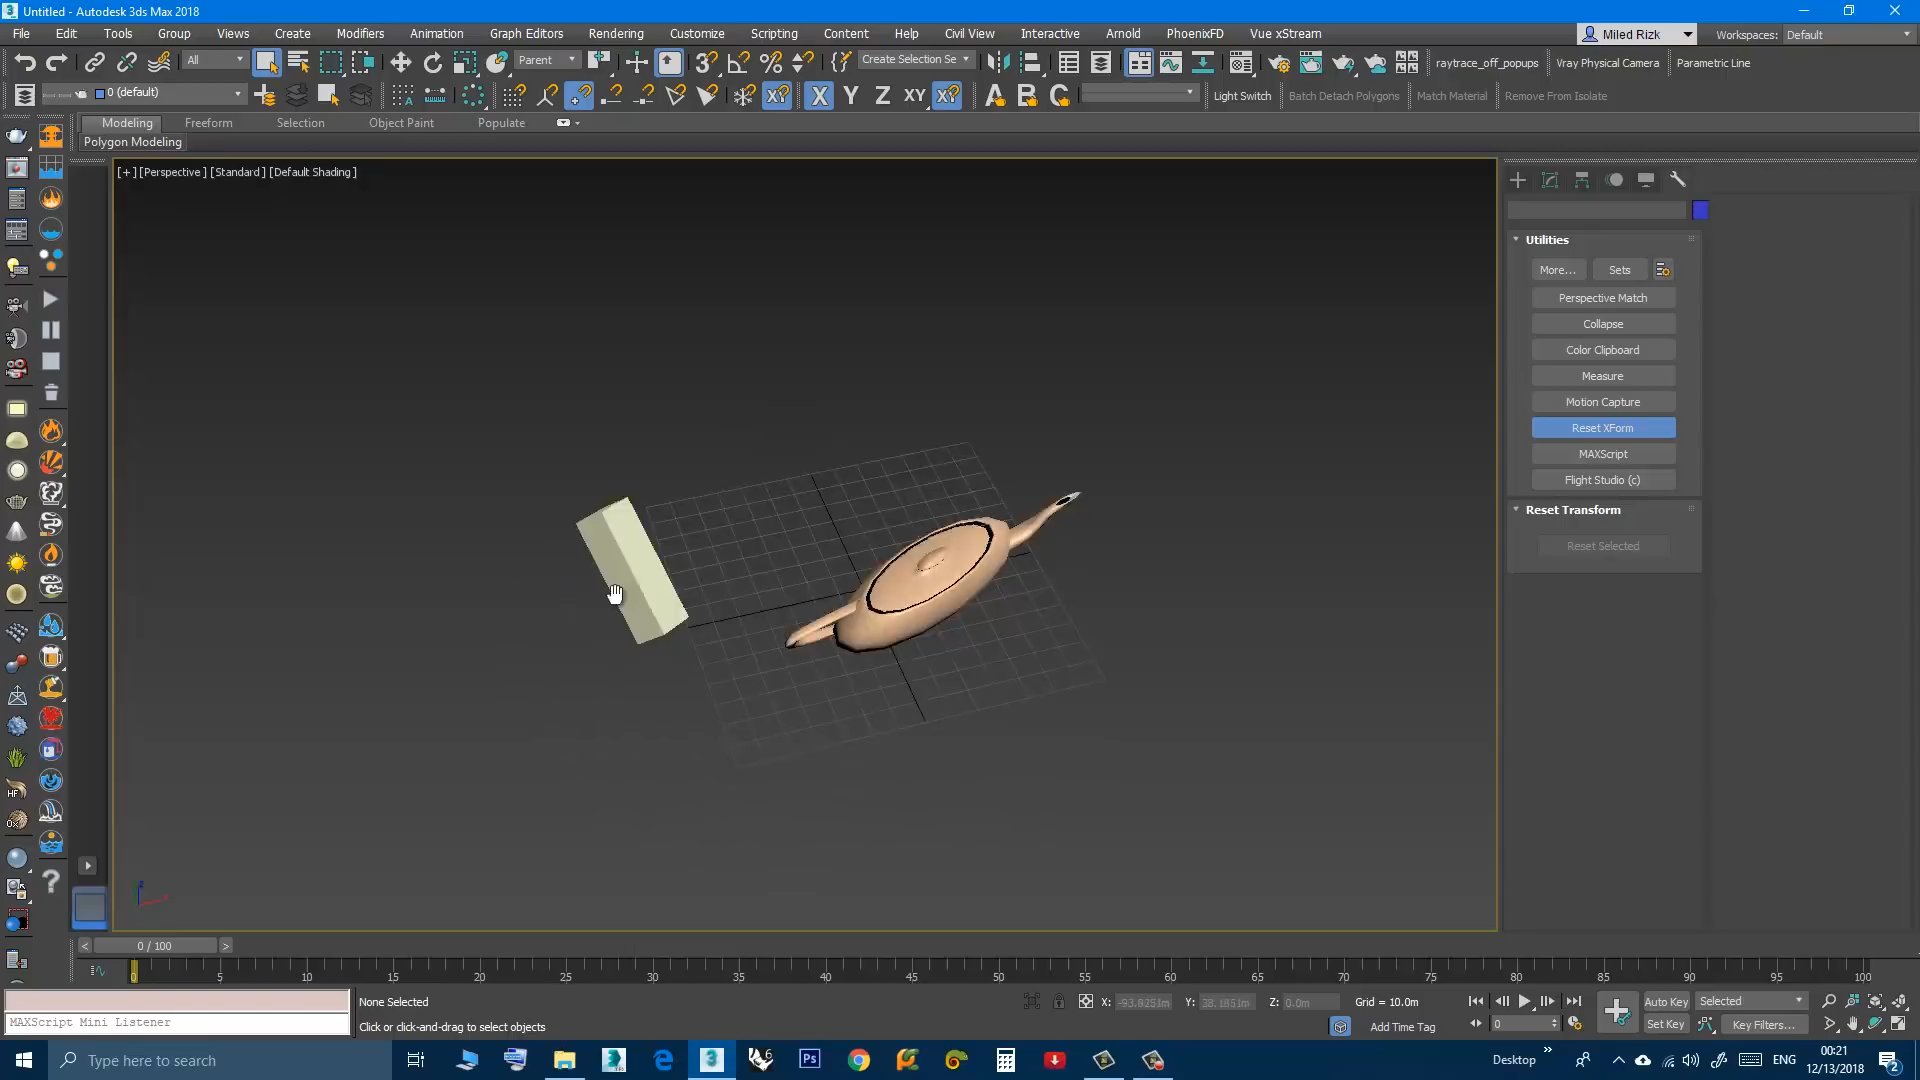 Untitled - Autodesk 3ds Max 2018
File Edit Tools Group Views Create Modifiers Animation Graph Editors Rendering Customize Scripting Content Help Civil View Interactive Arnold PhoenixFD Vue xStream Miled Rizk Workspaces: Default
All Parent Create Selection Se raytrace_off_popups Vray Physical Camera Parametric Line
0 (default) X Y Z XY XY A B C Light Switch Batch Detach Polygons Match Material Remove From Isolate
Modeling Freeform Selection Object Paint Populate
Polygon Modeling
[+] [Perspective] [Standard] [Default Shading]
Utilities
More... Sets
Perspective Match
Collapse
Color Clipboard
Measure
Motion Capture
Reset XForm
MAXScript
Flight Studio (c)
Reset Transform
Reset Selected
< 0 / 100 >
0 5 10 15 20 25 30 35 40 45 50 55 60 65 70 75 80 85 90 95 100
None Selected X: Y: Z: 0.0m Grid = 10.0m Auto Key Selected
MAXScript Mini Listener
Click or click-and-drag to select objects Add Time Tag 0 Set Key Key Filters...
Type here to search Desktop ENG 00:21
12/13/2018